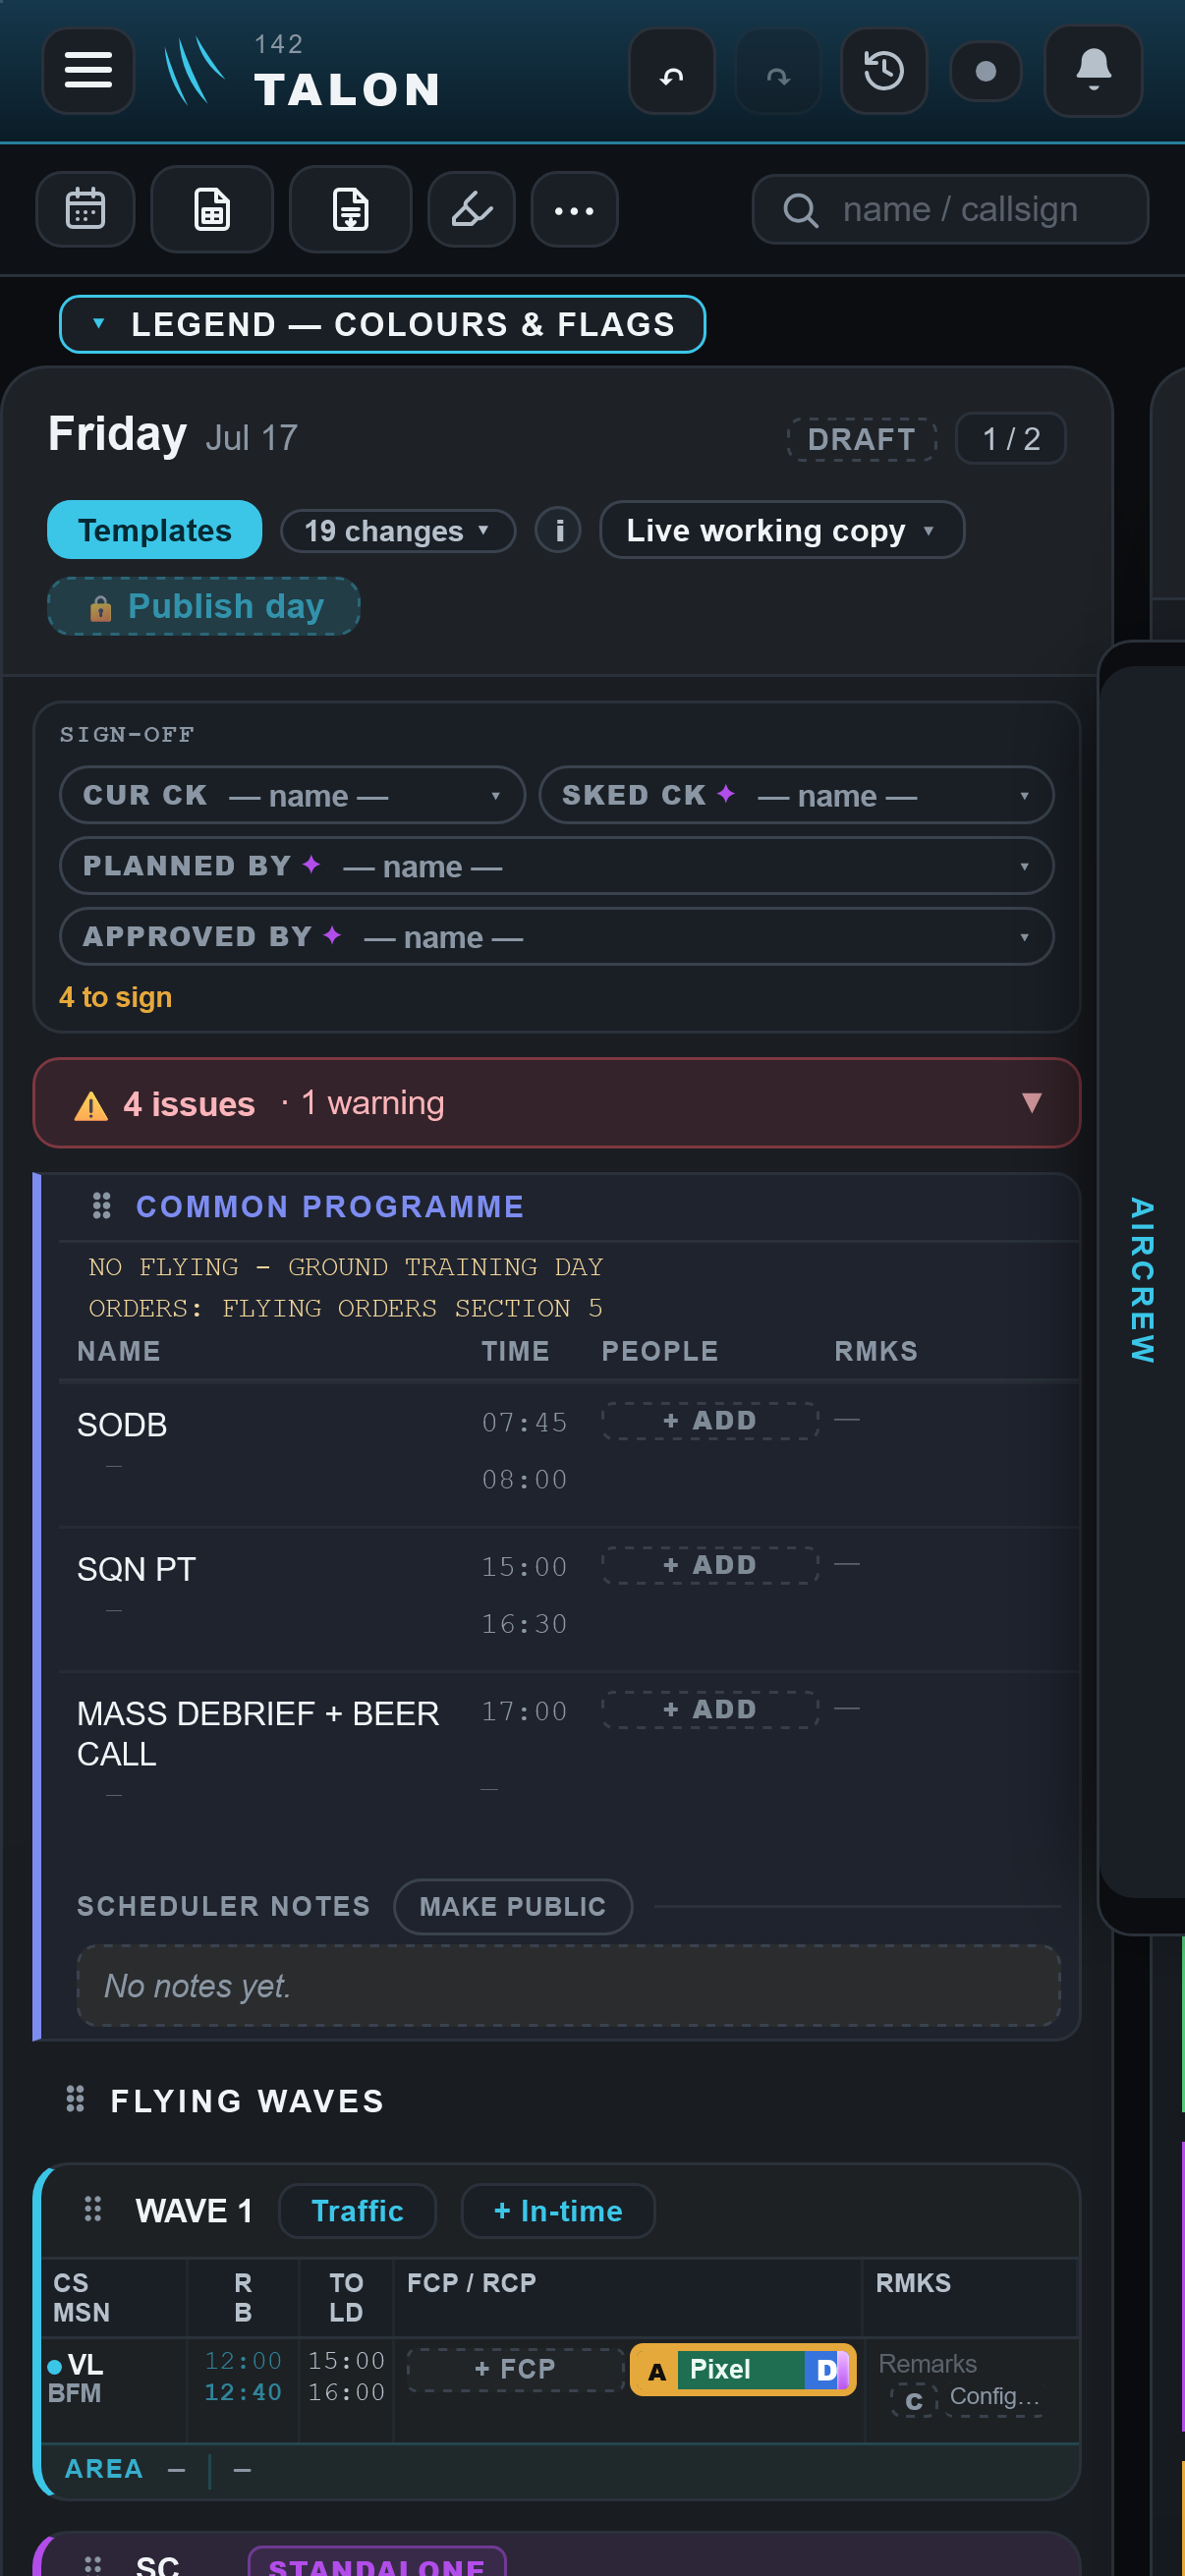 142
TALON
name / callsign
LEGEND — COLOURS & FLAGS
Friday Jul 17 DRAFT 1 / 2
Templates 19 changes i Live working copy
Publish day
SIGN-OFF
CUR CK — name — SKED CK — name —
PLANNED BY — name —
APPROVED BY — name —
4 to sign
4 issues · 1 warning
AIRCREW
COMMON PROGRAMME
NO FLYING - GROUND TRAINING DAY
ORDERS: FLYING ORDERS SECTION 5
NAME TIME PEOPLE RMKS
SODB 07:45 + ADD —
— 08:00
SQN PT 15:00 + ADD —
— 16:30
MASS DEBRIEF + BEER 17:00 + ADD —
CALL
— —
SCHEDULER NOTES MAKE PUBLIC
No notes yet.
FLYING WAVES
WAVE 1 Traffic + In-time
CS R TO FCP / RCP RMKS
MSN B LD
VL 12:00 15:00 + FCP A Pixel D Remarks
BFM 12:40 16:00 C Config...
AREA — —
SC STANDALONE